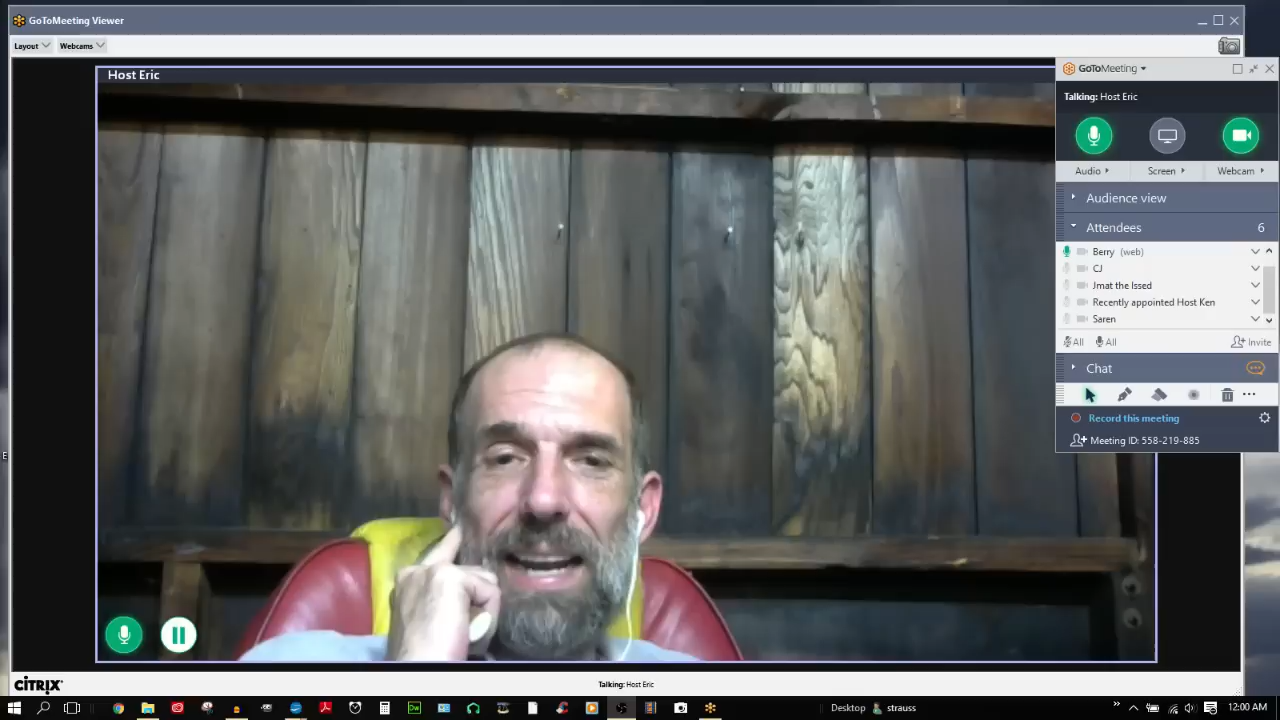 GoToMeeting Viewer
Layout
Webcams
Host Eric
GoToMeeting
Talking: Host Eric
Audio
Screen
Webcam
Audience view
Attendees 6
Berry (web)
CJ
Jmat the Issed
Recently appointed Host Ken
Saren
All All Invite
Chat
Record this meeting
Meeting ID: 558-219-885
E
CITRIX
Talking: Host Eric
Dw
Desktop strauss 12:00 AM